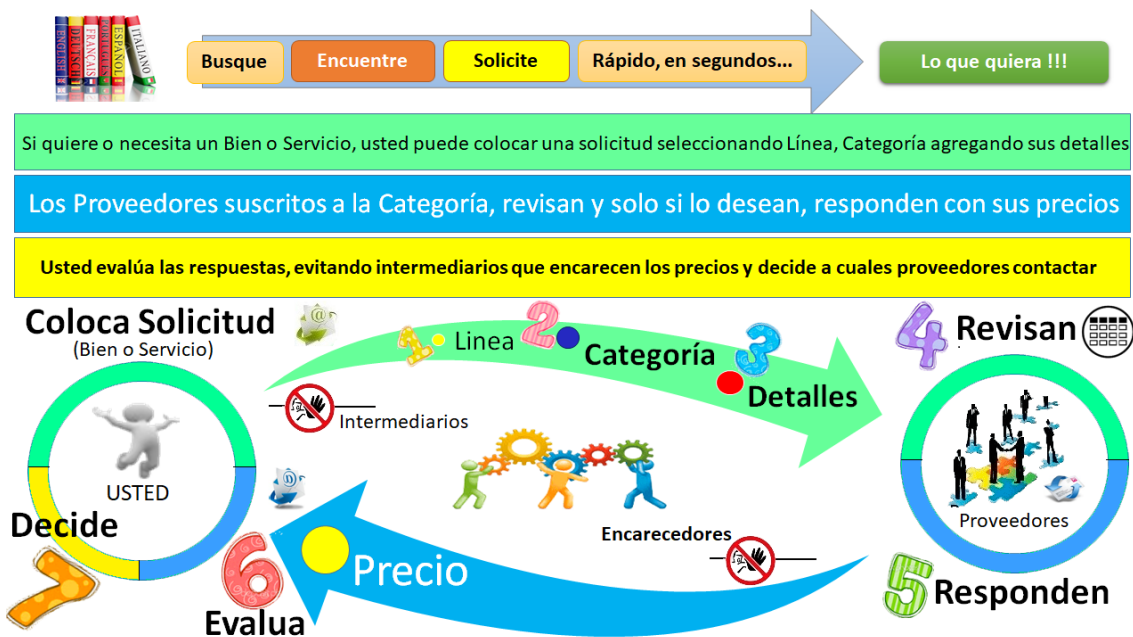 ENGLISH
DEUTSCH
FRANÇAIS
PORTUGUES
ESPAÑOL
ITALIANO
Busque
Encuentre
Solicite
Rápido, en segundos...
Lo que quiera !!!
Si quiere o necesita un Bien o Servicio, usted puede colocar una solicitud seleccionando Línea, Categoría agregando sus detalles
Los Proveedores suscritos a la Categoría, revisan y solo si lo desean, responden con sus precios
Usted evalúa las respuestas, evitando intermediarios que encarecen los precios y decide a cuales proveedores contactar
Coloca Solicitud
(Bien o Servicio)
@
1 Linea
2 Categoría
3 Detalles
4 Revisan
Intermediarios
USTED
Proveedores
Decide
7
6
Evalua
Precio
Encarecedores
5 Responden